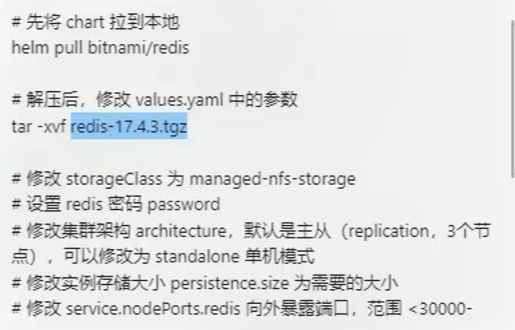 # 先将 chart 拉到本地
helm pull bitnami/redis
# 解压后，修改 values.yaml 中的参数
tar -xvf redis-17.4.3.tgz
# 修改 storageClass 为 managed-nfs-storage
# 设置 redis 密码 password
# 修改集群架构 architecture，默认是主从（replication，3个节
点），可以修改为 standalone 单机模式
# 修改实例存储大小 persistence.size 为需要的大小
# 修改 service.nodePorts.redis 向外暴露端口，范围 <30000-